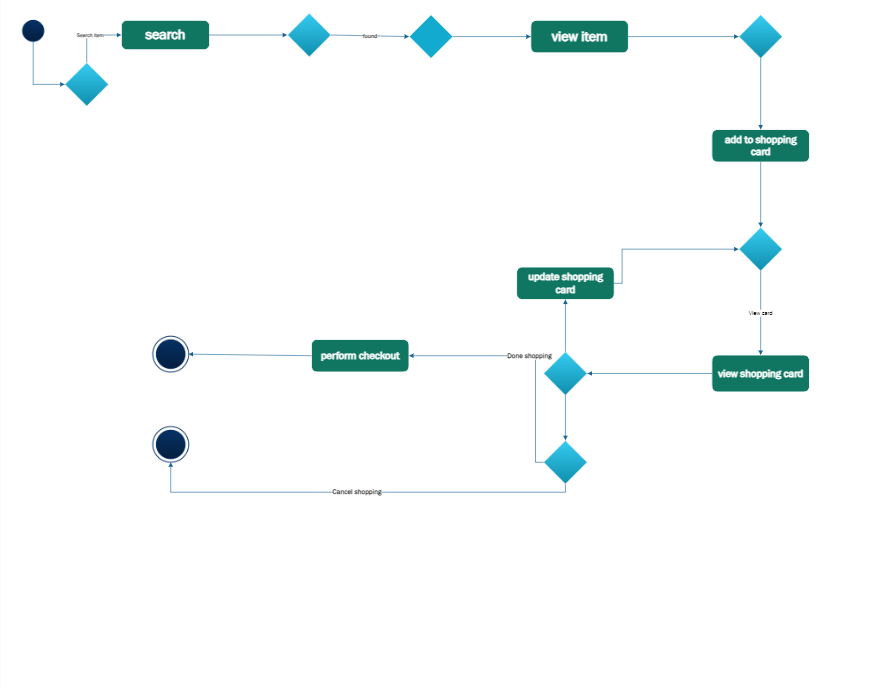 Search item
search
found
view item
add to shopping
card
update shopping
card
View card
Done shopping
perform checkout
view shopping card
Cancel shopping